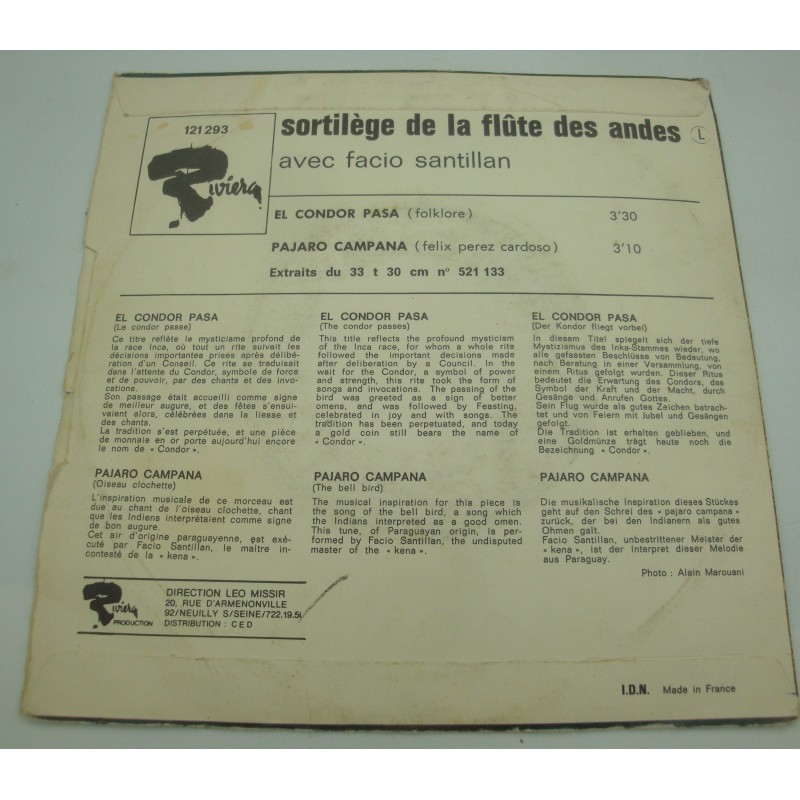 121 293
Riviera
sortilège de la flûte des andes L
avec facio santillan
EL CONDOR PASA (folklore) 3'30
PAJARO CAMPANA (felix perez cardoso) 3'10
Extraits du 33 t 30 cm n° 521 133
EL CONDOR PASA
(Le condor passe)
Ce titre reflète le mysticisme profond de
la race Inca, où tout un rite suivait les
décisions importantes prises après délibé-
ration d'un Conseil. Ce rite se traduisait
dans l'attente du Condor, symbole de force
et de pouvoir, par des chants et des invo-
cations.
Son passage était accueilli comme signe
de meilleur augure, et des fêtes s'ensui-
vaient alors, célébrées dans la liesse et
des chants.
La tradition s'est perpétuée, et une pièce
de monnaie en or porte aujourd'hui encore
le nom de « Condor ».
PAJARO CAMPANA
(Oiseau clochette)
L'inspiration musicale de ce morceau est
due au chant de l'oiseau clochette, chant
que les Indiens interprétaient comme signe
de bon augure.
Cet air d'origine paraguayenne, est exé-
cuté par Facio Santillan, le maître in-
contesté de la « kena ».
EL CONDOR PASA
(The condor passes)
This title reflects the profound mysticism
of the Inca race, for whom a whole rite
followed the important decisions made
after deliberation by a Council. In the
wait for the Condor, a symbol of power
and strength, this rite took the form of
songs and invocations. The passing of the
bird was greeted as a sign of better
omens, and was followed by Feasting,
celebrated in joy and with songs. The
tradition has been perpetuated, and today
a gold coin still bears the name of
« Condor ».
PAJARO CAMPANA
(The bell bird)
The musical inspiration for this piece is
the song of the bell bird, a song which
the Indians interpreted as a good omen.
This tune, of Paraguayan origin, is per-
formed by Facio Santillan, the undisputed
master of the « kena ».
EL CONDOR PASA
(Der Kondor fliegt vorbei)
In diesem Titel spiegelt sich der tiefe
Mystizismus des Inka-Stammes wieder, wo
alle gefassten Beschlüsse von Bedeutung,
nach Beratung in einer Versammlung, von
einem Ritus gefolgt wurden. Dieser Ritus
bedeutet die Erwartung des Condors, das
Symbol der Kraft und der Macht, durch
Gesänge und Anrufen Gottes.
Sein Flug wurde als gutes Zeichen betrach-
tet und von Feiern mit Jubel und Gesängen
gefolgt.
Die Tradition ist erhalten geblieben, und
eine Goldmünze trägt heute noch die
Bezeichnung « Condor ».
PAJARO CAMPANA
Die musikalische Inspiration dieses Stückes
geht auf den Schrei des « pajaro campana »
zurück, der bei den Indianern als gutes
Ohmen galt.
Facio Santillan, unbestrittener Meister der
« kena », ist der Interpret dieser Melodie
aus Paraguay.
Photo : Alain Marouani
Riviera
PRODUCTION
DIRECTION LEO MISSIR
20, RUE D'ARMENONVILLE
92/NEUILLY S/SEINE/722.19.50
DISTRIBUTION : CED
I.D.N. Made in France